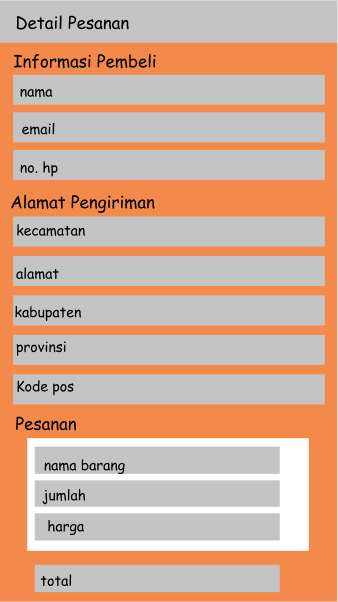 Detail Pesanan
Informasi Pembeli
nama
email
no. hp
Alamat Pengiriman
kecamatan
alamat
kabupaten
provinsi
Kode pos
Pesanan
nama barang
jumlah
harga
total